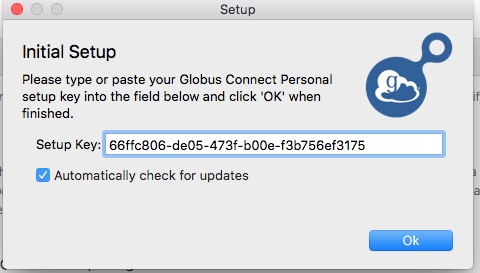 Setup
Initial Setup
Please type or paste your Globus Connect Personal
setup key into the field below and click 'OK' when
finished.
Setup Key: 66ffc806-de05-473f-b00e-f3b756ef3175
Automatically check for updates
Ok
g